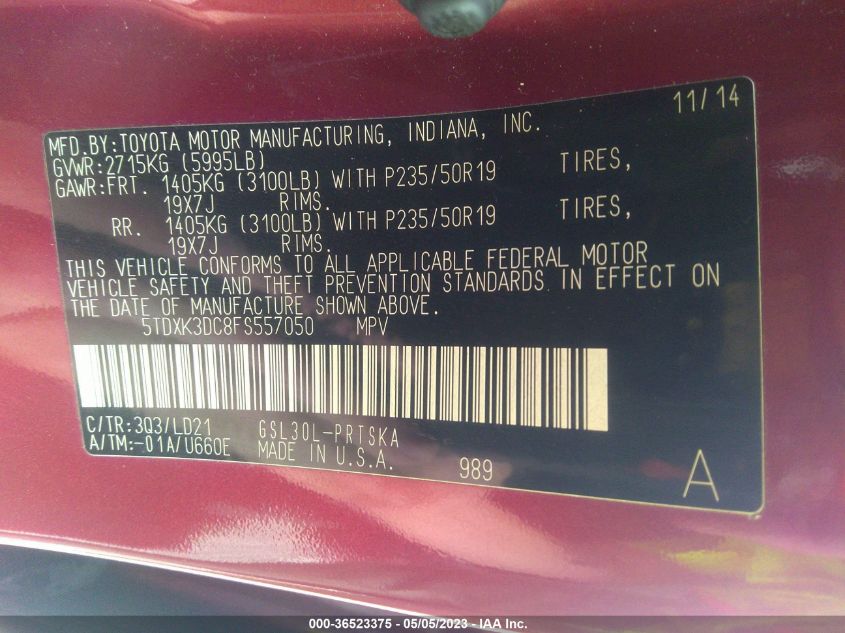 11/14
MFD.BY:TOYOTA MOTOR MANUFACTURING, INDIANA, INC.
GVWR:2715KG (5995LB)
GAWR:FRT. 1405KG (3100LB) WITH P235/50R19 TIRES,
19X7J RIMS.
RR. 1405KG (3100LB) WITH P235/50R19 TIRES,
19X7J RIMS.
THIS VEHICLE CONFORMS TO ALL APPLICABLE FEDERAL MOTOR
VEHICLE SAFETY AND THEFT PREVENTION STANDARDS IN EFFECT ON
THE DATE OF MANUFACTURE SHOWN ABOVE.
5TDXK3DC8FS557050 MPV
C/TR:3Q3/LD21 GSL30L-PRTSKA
A/TM:-01A/U660E MADE IN U.S.A. 989 A
000-36523375 - 05/05/2023 - IAA Inc.